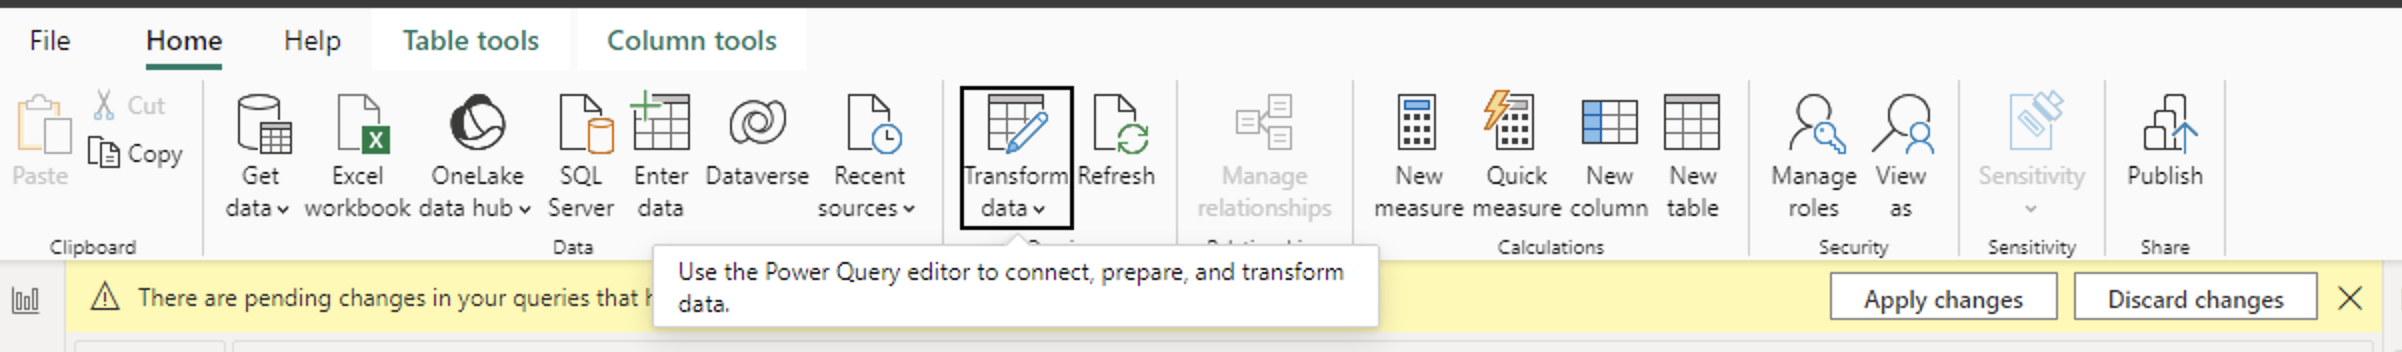 File Home Help Table tools Column tools
Paste
Cut
Copy
Get data
Excel workbook
OneLake data hub
SQL Server
Enter data
Dataverse
Recent sources
Transform data
Refresh
Manage relationships
New measure
Quick measure
New column
New table
Manage roles
View as
Sensitivity
Publish
Clipboard
Data
Calculations
Security
Sensitivity
Share
Use the Power Query editor to connect, prepare, and transform
data.
There are pending changes in your queries that
Apply changes
Discard changes